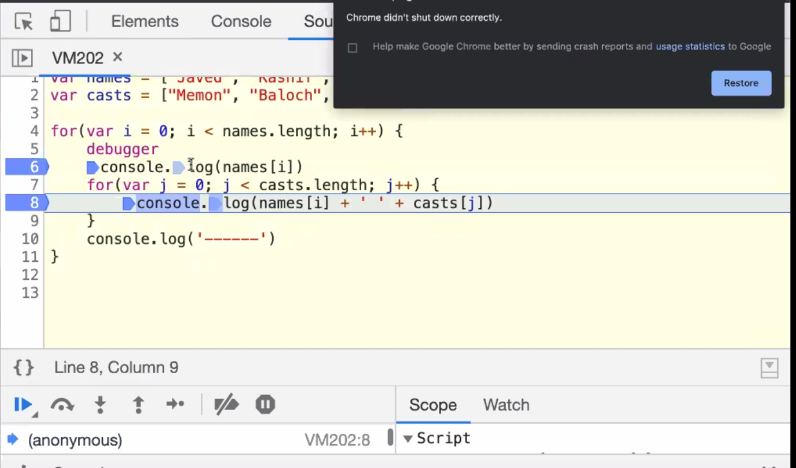 Elements Console Sou
Chrome didn't shut down correctly.
Help make Google Chrome better by sending crash reports and usage statistics to Google
Restore
VM202 ×
1 var names = ["Javed", "Kashif",
2 var casts = ["Memon", "Baloch",
3
4 for(var i = 0; i < names.length; i++) {
5 debugger
6 console.log(names[i])
7 for(var j = 0; j < casts.length; j++) {
8 console.log(names[i] + ' ' + casts[j])
9 }
10 console.log('------')
11 }
12
13
{} Line 8, Column 9
Scope Watch
(anonymous) VM202:8
▼ Script